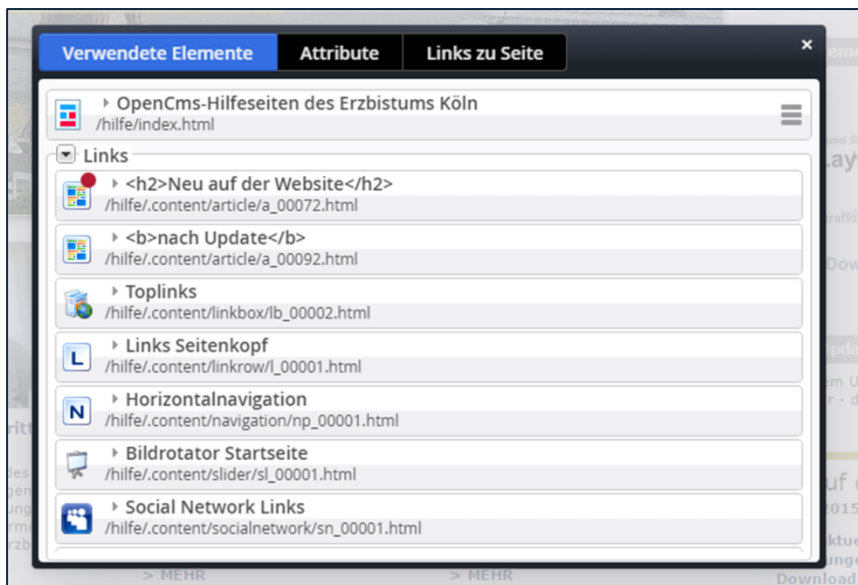 Verwendete Elemente Attribute Links zu Seite ×
OpenCms-Hilfeseiten des Erzbistums Köln
/hilfe/index.html
Links
<h2>Neu auf der Website</h2>
/hilfe/.content/article/a_00072.html
<b>nach Update</b>
/hilfe/.content/article/a_00092.html
Toplinks
/hilfe/.content/linkbox/lb_00002.html
L Links Seitenkopf
/hilfe/.content/linkrow/l_00001.html
N Horizontalnavigation
/hilfe/.content/navigation/np_00001.html
Bildrotator Startseite
/hilfe/.content/slider/sl_00001.html
Social Network Links
/hilfe/.content/socialnetwork/sn_00001.html
> MEHR > MEHR Download